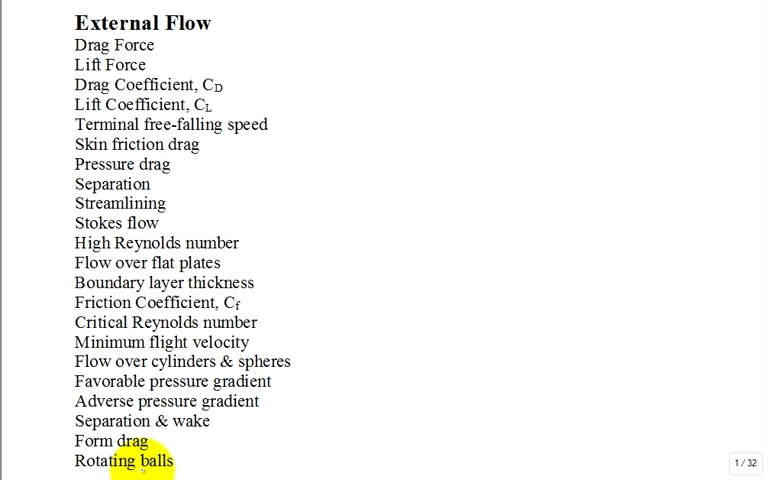 External Flow
Drag Force
Lift Force
Drag Coefficient, CD
Lift Coefficient, CL
Terminal free-falling speed
Skin friction drag
Pressure drag
Separation
Streamlining
Stokes flow
High Reynolds number
Flow over flat plates
Boundary layer thickness
Friction Coefficient, Cf
Critical Reynolds number
Minimum flight velocity
Flow over cylinders & spheres
Favorable pressure gradient
Adverse pressure gradient
Separation & wake
Form drag
Rotating balls
1 / 32